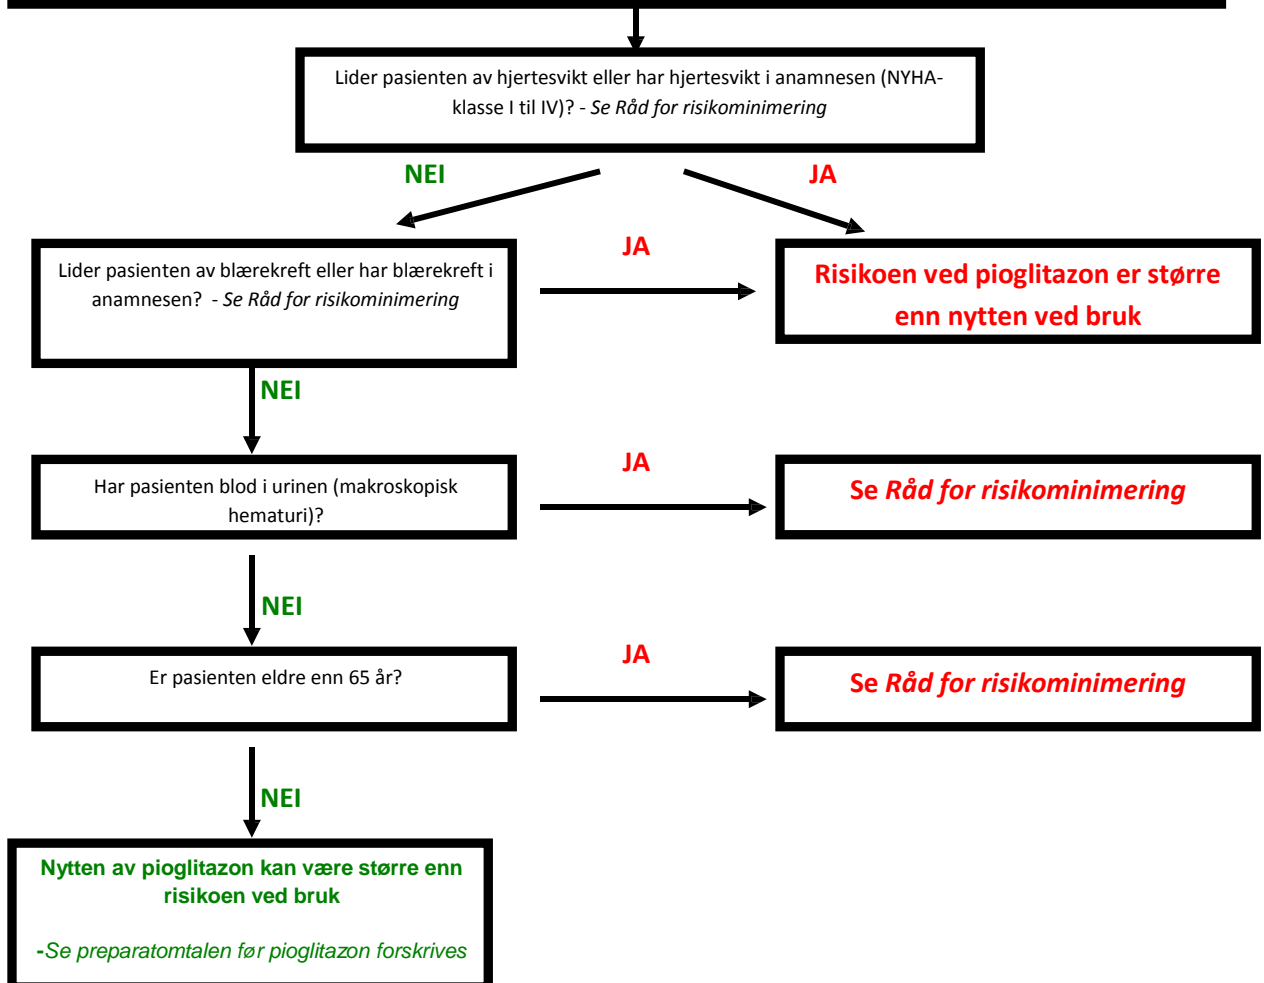 Lider pasienten av hjertesvikt eller har hjertesvikt i anamnesen (NYHA-
klasse I til IV)? - Se Råd for risikominimering
NEI
JA
Lider pasienten av blærekreft eller har blærekreft i
anamnesen?  - Se Råd for risikominimering
JA
Risikoen ved pioglitazon er større
enn nytten ved bruk
NEI
Har pasienten blod i urinen (makroskopisk
hematuri)?
JA
Se Råd for risikominimering
NEI
Er pasienten eldre enn 65 år?
JA
Se Råd for risikominimering
NEI
Nytten av pioglitazon kan være større enn
risikoen ved bruk
-Se preparatomtalen før pioglitazon forskrives